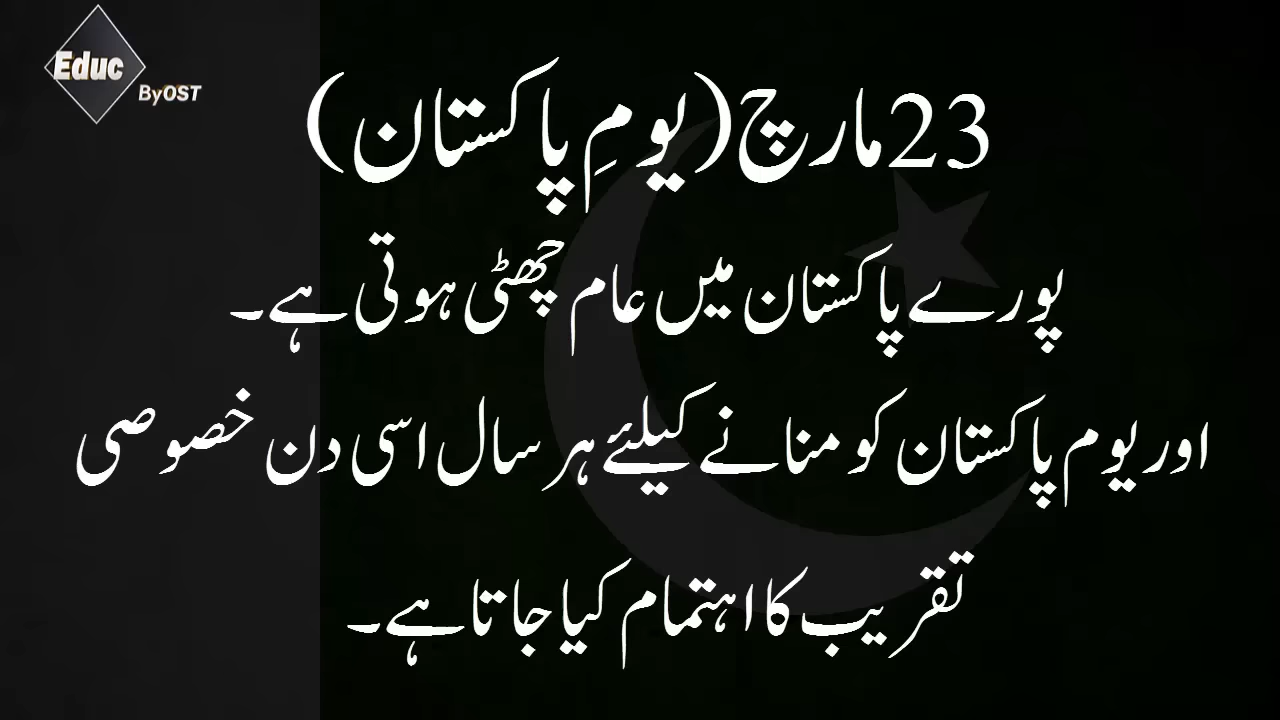 Educ
ByOST
23 مارچ (یومِ پاکستان)
پورے پاکستان میں عام چھٹی ہوتی ہے۔
اور یوم پاکستان کو منانے کیلئے ہر سال اسی دن خصوصی
تقریب کا اہتمام کیا جاتا ہے۔